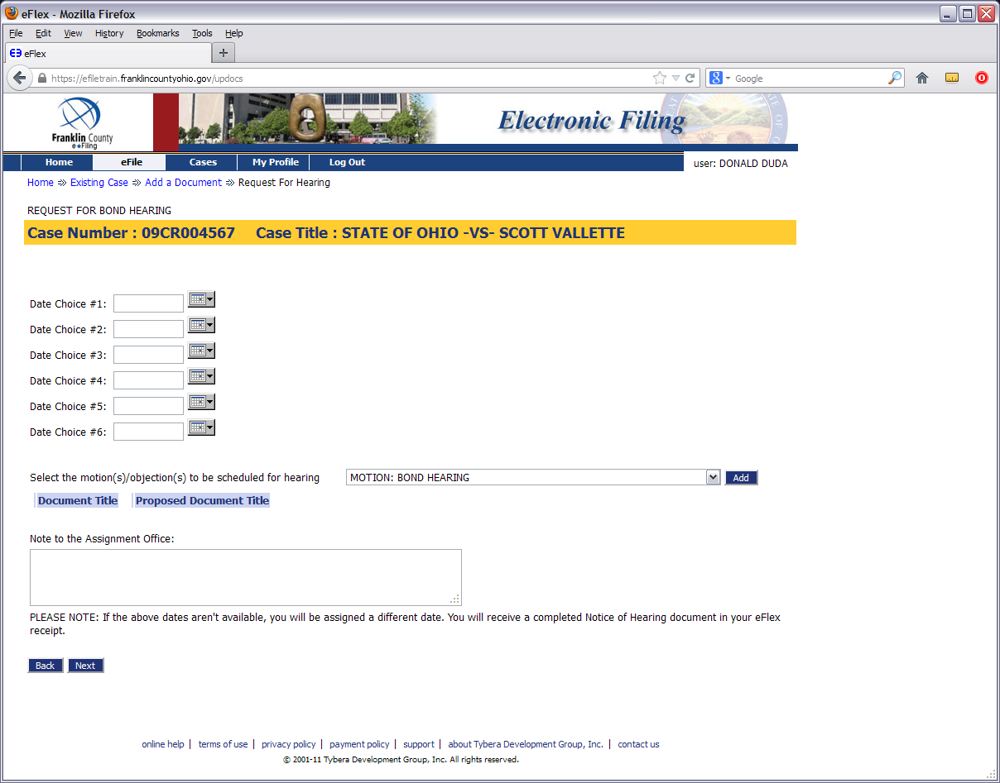 eFlex - Mozilla Firefox
File Edit View History Bookmarks Tools Help
eFlex
https://efiletrain.franklincountyohio.gov/updocs
Google
Franklin County
e★Filing
Electronic Filing
Home eFile Cases My Profile Log Out
user: DONALD DUDA
Home Existing Case Add a Document Request For Hearing
REQUEST FOR BOND HEARING
Case Number : 09CR004567 Case Title : STATE OF OHIO -VS- SCOTT VALLETTE
Date Choice #1:
Date Choice #2:
Date Choice #3:
Date Choice #4:
Date Choice #5:
Date Choice #6:
Select the motion(s)/objection(s) to be scheduled for hearing MOTION: BOND HEARING Add
Document Title Proposed Document Title
Note to the Assignment Office:
PLEASE NOTE: If the above dates aren't available, you will be assigned a different date. You will receive a completed Notice of Hearing document in your eFlex
receipt.
Back Next
online help | terms of use | privacy policy | payment policy | support | about Tybera Development Group, Inc. | contact us
© 2001-11 Tybera Development Group, Inc. All rights reserved.